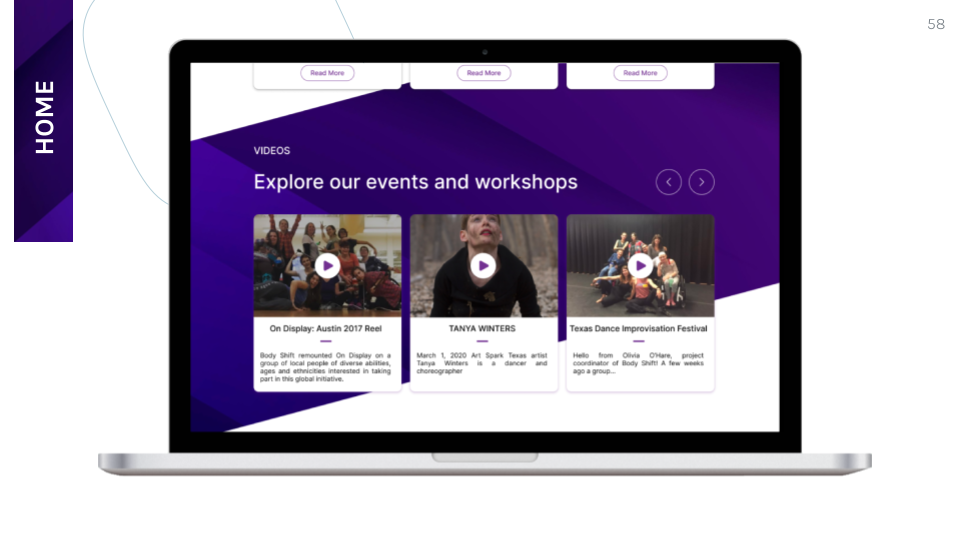 58
HOME
Read More
Read More
Read More
VIDEOS
Explore our events and workshops
On Display: Austin 2017 Reel
Body Shift remounted On Display on a
group of local people of diverse abilities,
ages and ethnicities interested in taking
part in this global initiative.
TANYA WINTERS
March 1, 2020 Art Spark Texas artist
Tanya Winters is a dancer and
choreographer
Texas Dance Improvisation Festival
Hello from Olivia O'Hare, project
coordinator of Body Shift! A few weeks
ago a group...